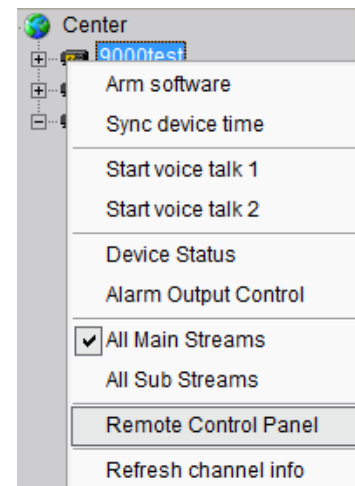 Center
9000test
Arm software
Sync device time
Start voice talk 1
Start voice talk 2
Device Status
Alarm Output Control
All Main Streams
All Sub Streams
Remote Control Panel
Refresh channel info